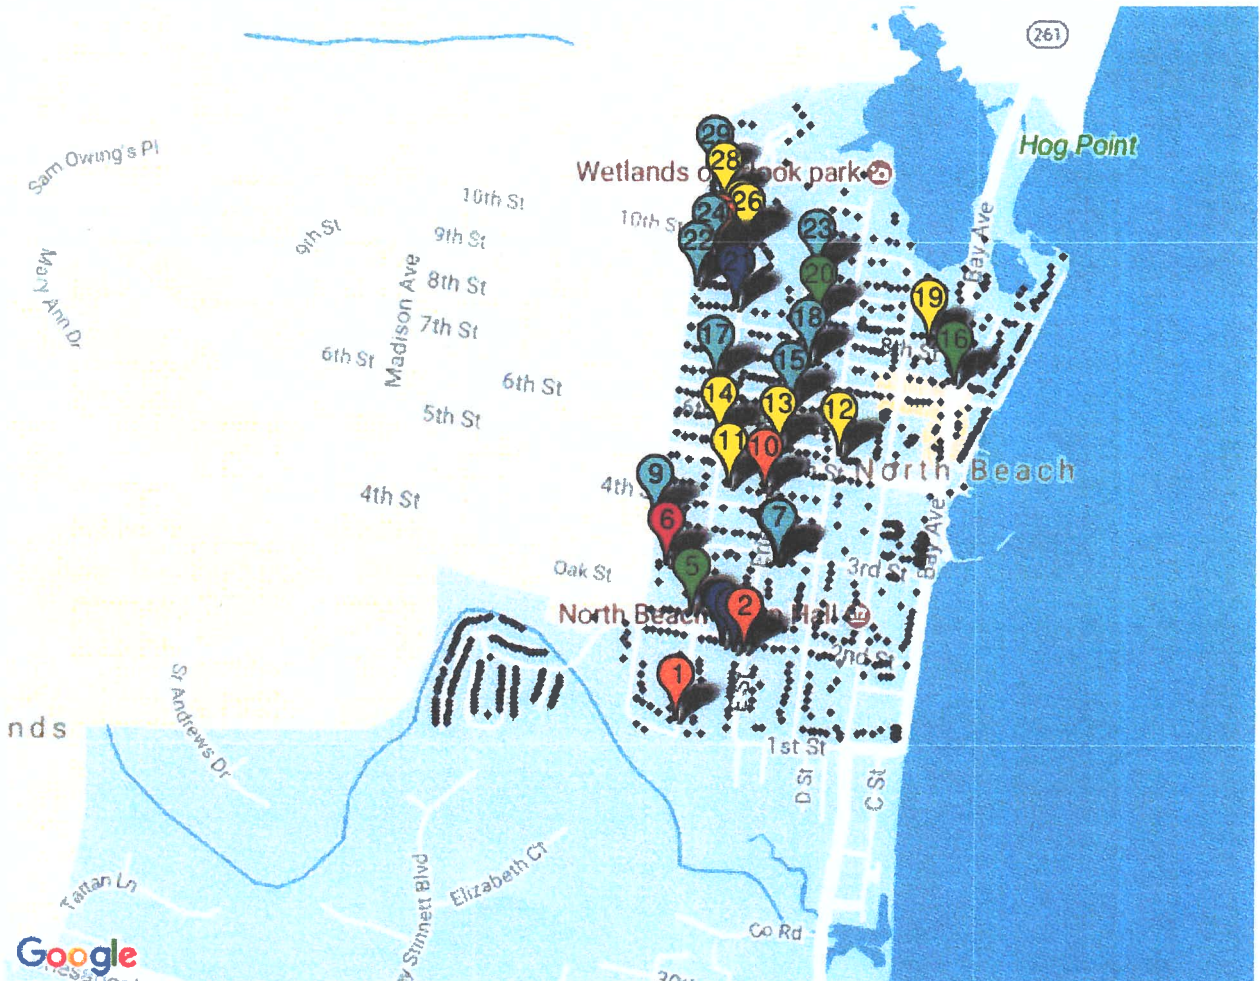 261
Hog Point
Sam Owing's Pl
29
28
Wetlands o
ook park
10th St
26
24
10th St
9th St
9th St
22
23
Bay Ave
Mary Ann Dr
Madison Ave
8th St
20
19
7th St
18
17
16
8th St
6th St
15
6th St
14
13
12
5th St
11
10
North Beach
9
4th
4th St
6
7
Bay Ave
Oak St
5
3rd St
North Beach
Hall
2
2nd St
1
E St
St Andrews Dr
nds
1st St
D St
C St
Elizabeth Ct
Tartan Ln
Stinnett Blvd
Co Rd
Google